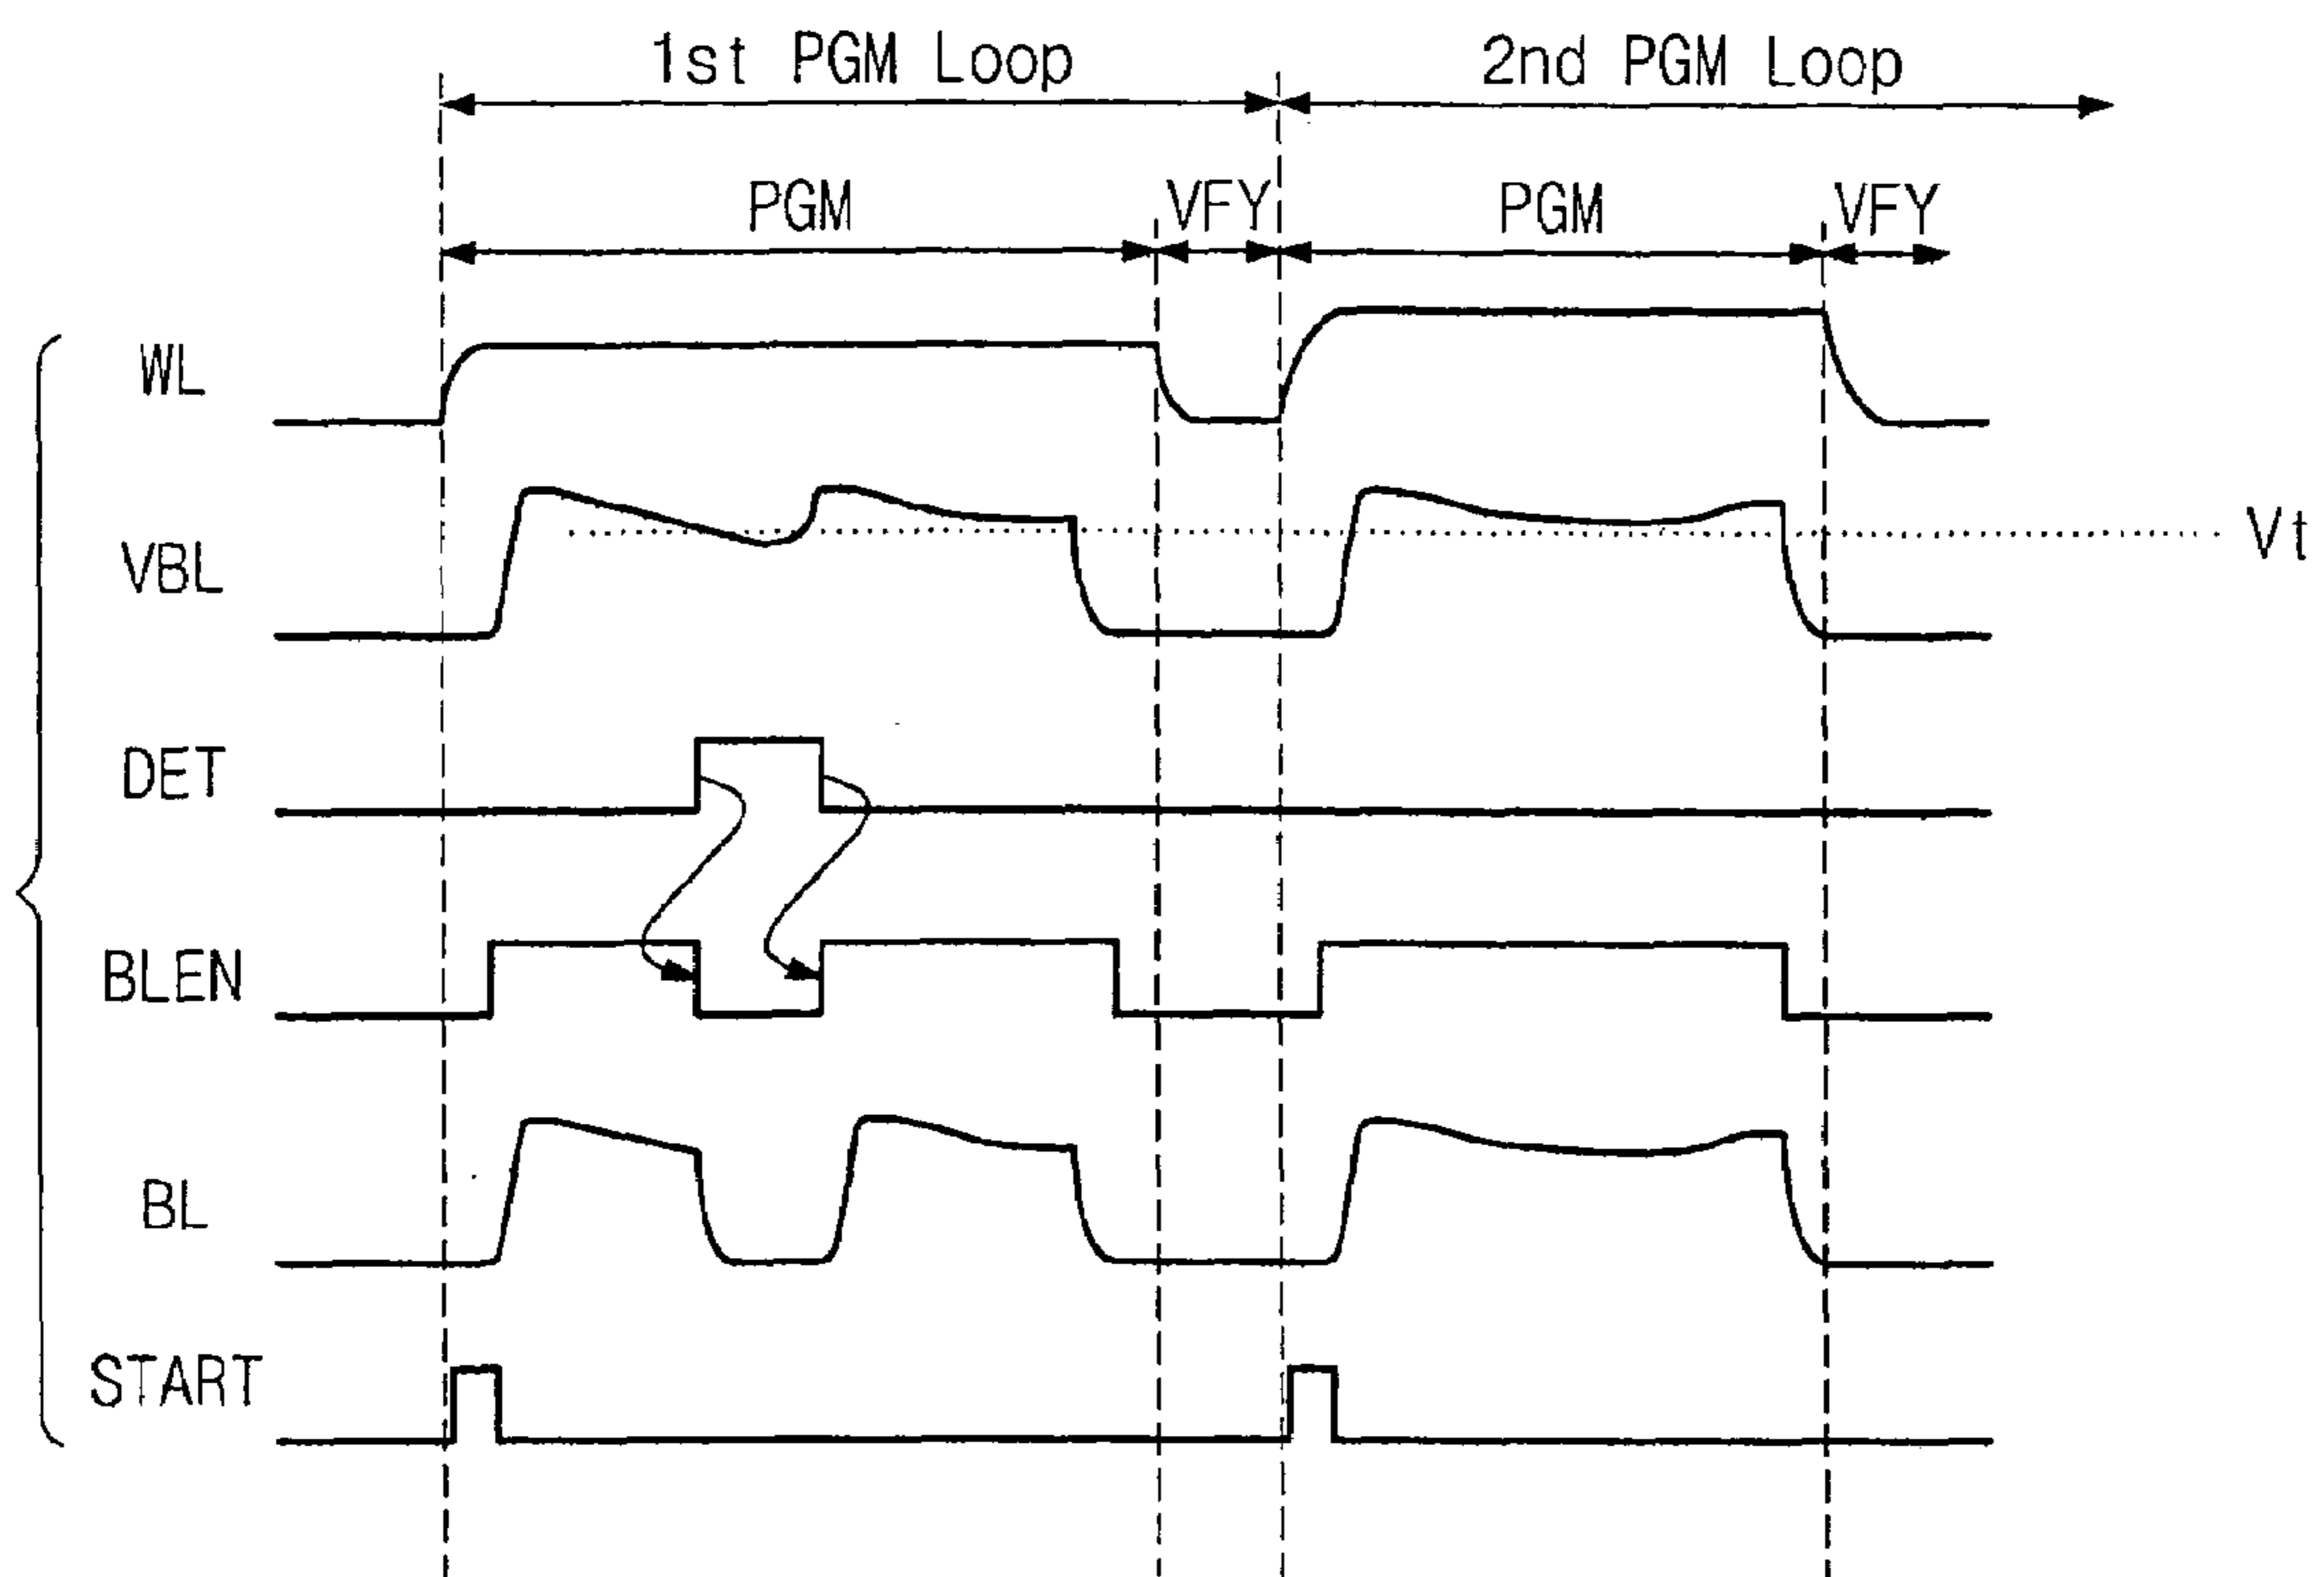 1st PGM Loop 2nd PGM Loop
PGM VFY PGM VFY
WL
Vt
VBL
DET
BLEN
BL
START